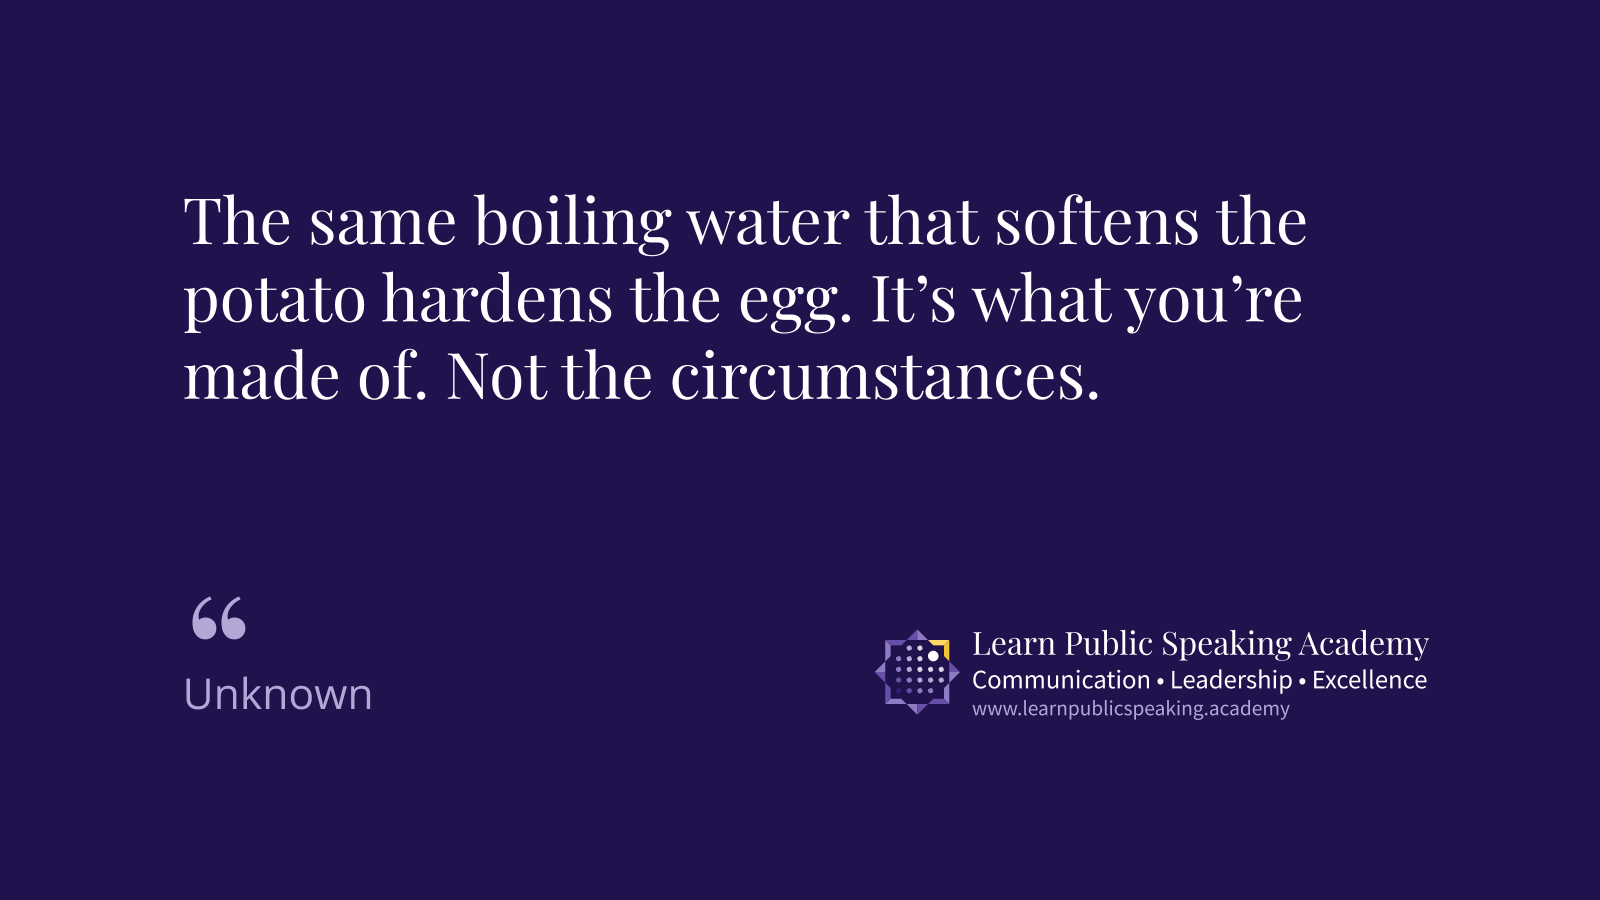 The same boiling water that softens the
potato hardens the egg. It’s what you’re
made of. Not the circumstances.
“
Unknown
Learn Public Speaking Academy
Communication • Leadership • Excellence
www.learnpublicspeaking.academy